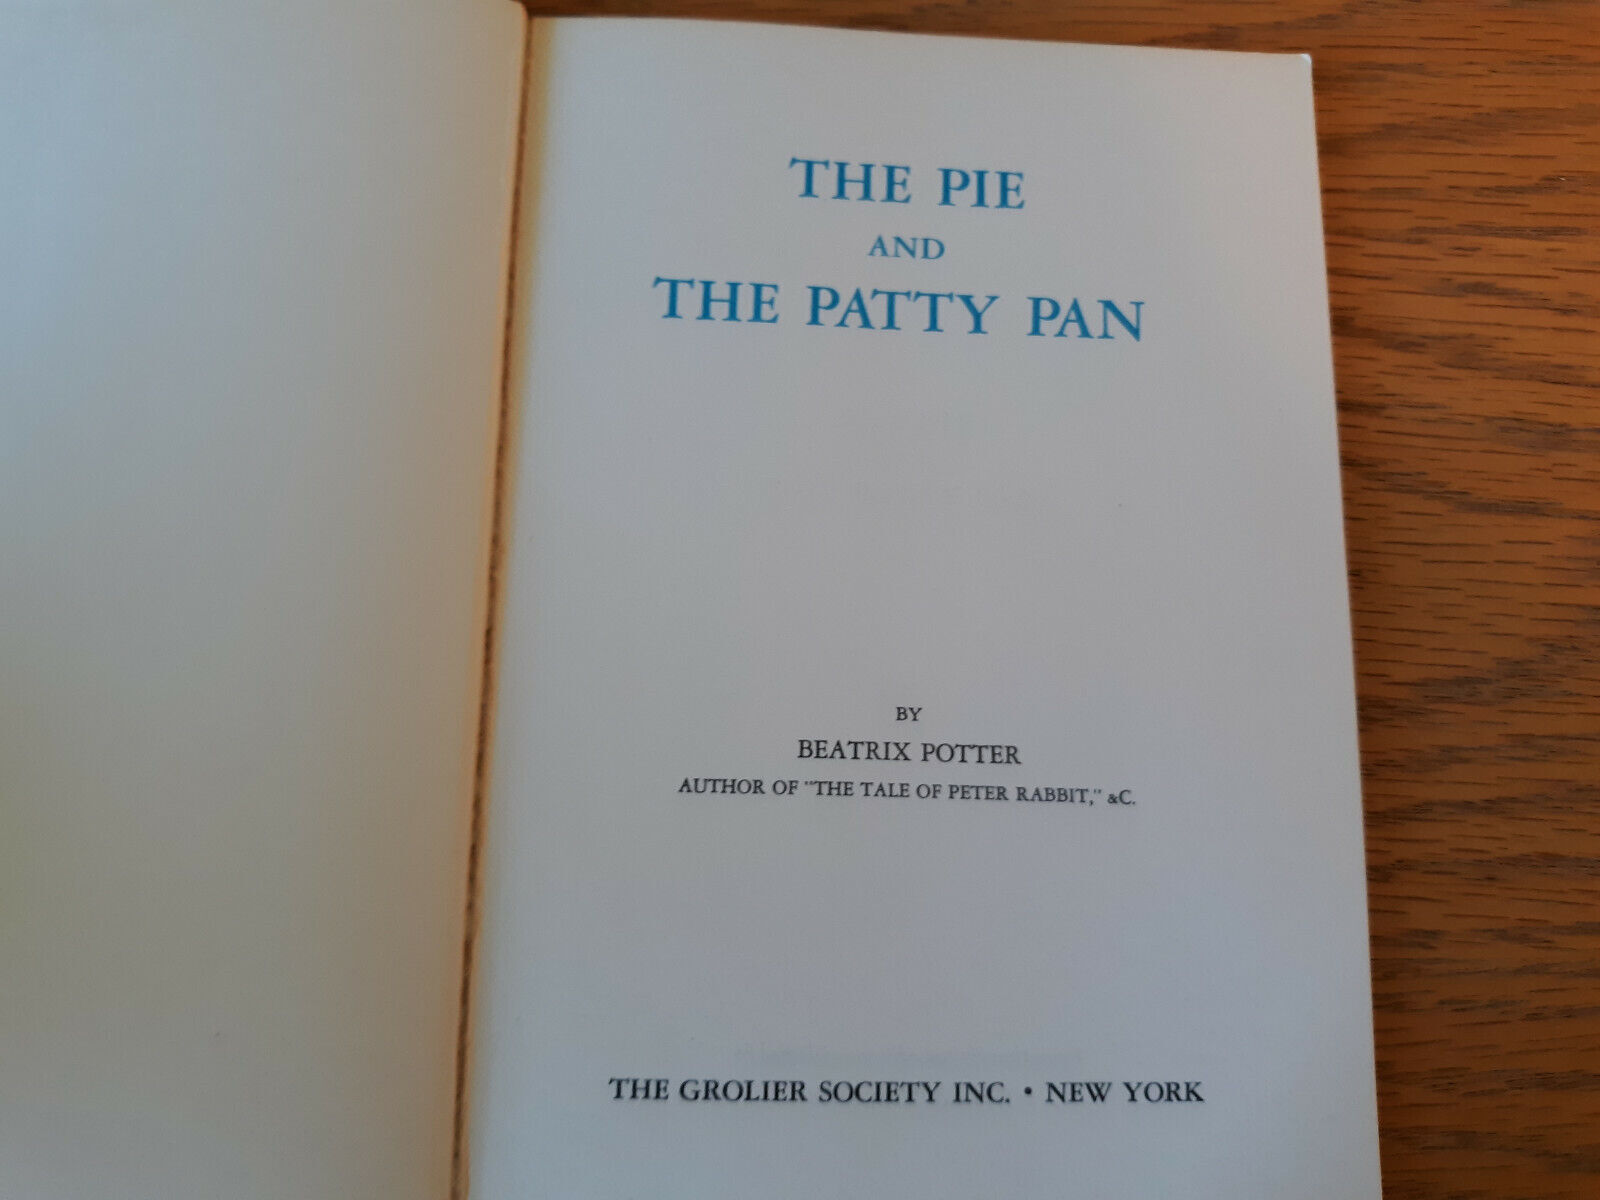 THE PIE
AND
THE PATTY PAN
BY
BEATRIX POTTER
AUTHOR OF "THE TALE OF PETER RABBIT," &C.
THE GROLIER SOCIETY INC. • NEW YORK